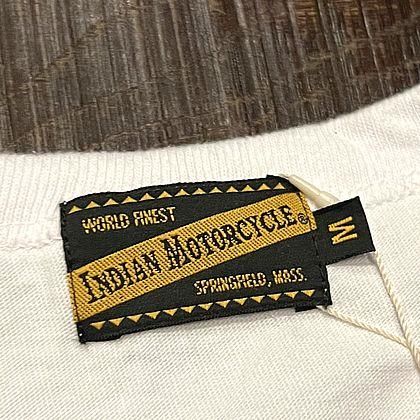 WORLD FINEST
INDIAN MOTORCYCLE®
SPRINGFIELD, MASS.
M